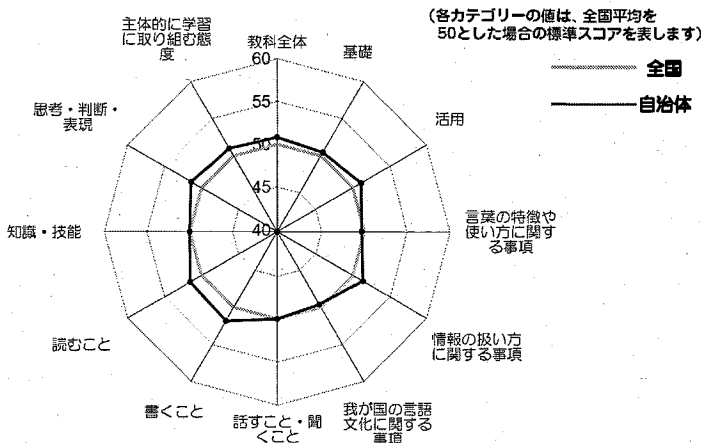 (各カテゴリーの値は、全国平均を
50とした場合の標準スコアを表します)
全国
自治体
教科全体
基礎
活用
言葉の特徴や
使い方に関す
る事項
情報の扱い方
に関する事項
我が国の言語
文化に関する
事項
話すこと・聞
くこと
書くこと
読むこと
知識・技能
思考・判断・
表現
主体的に学習
に取り組む態
度
60
55
50
45
40